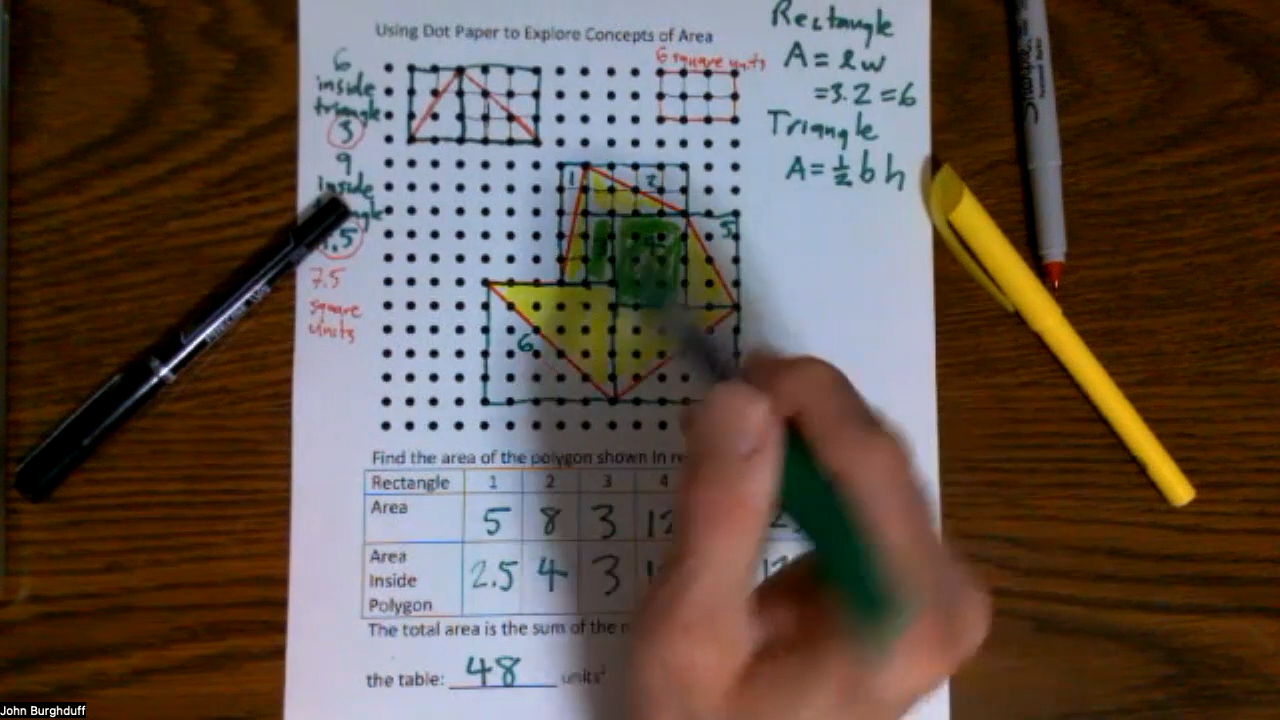 Using Dot Paper to Explore Concepts of Area
6
inside
triangle
3
9
inside
.5
7.5
square
units
6 square units
Rectangle
A = lw
=3.2 = 6
Triangle
A = ½ b h
1
2
5
6
Find the area of the polygon shown in re
Rectangle 1 2 3 4
Area 5 8 3 12
Area
Inside
Polygon
2.5 4 3
The total area is the sum of the
the table: 48 units²
John Burghduff